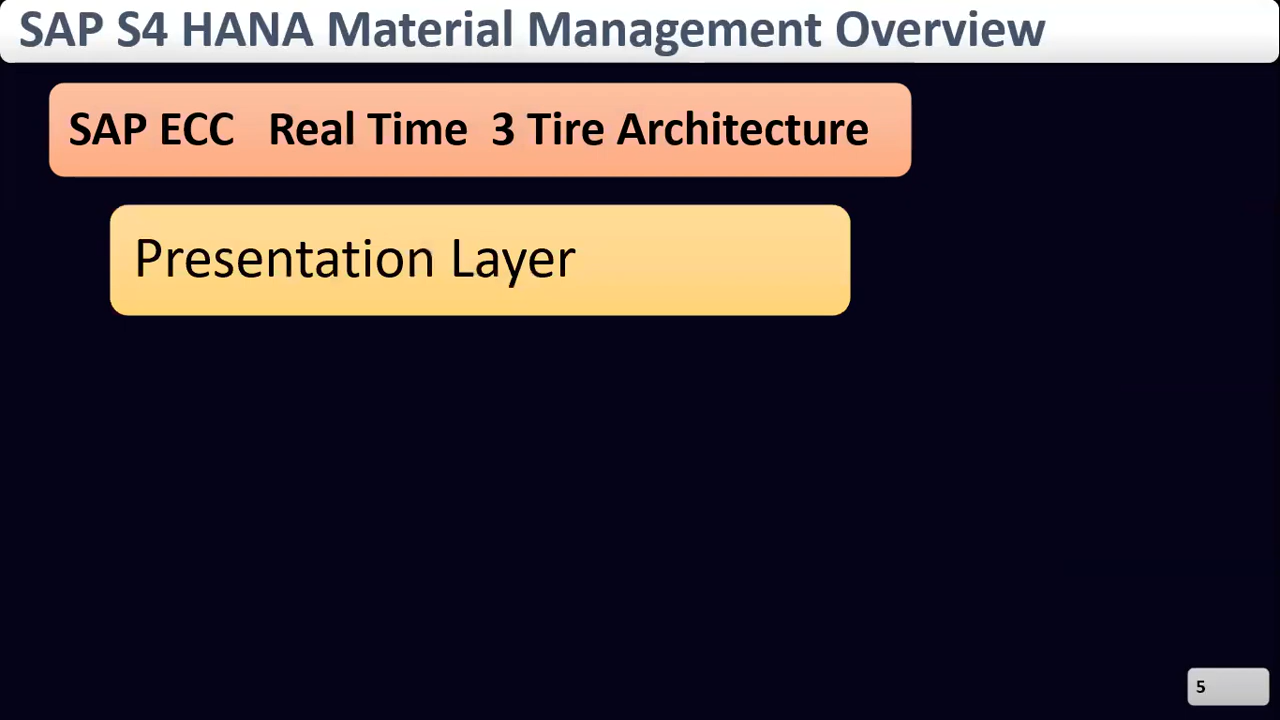 SAP S4 HANA Material Management Overview
SAP ECC Real Time 3 Tire Architecture
Presentation Layer
5